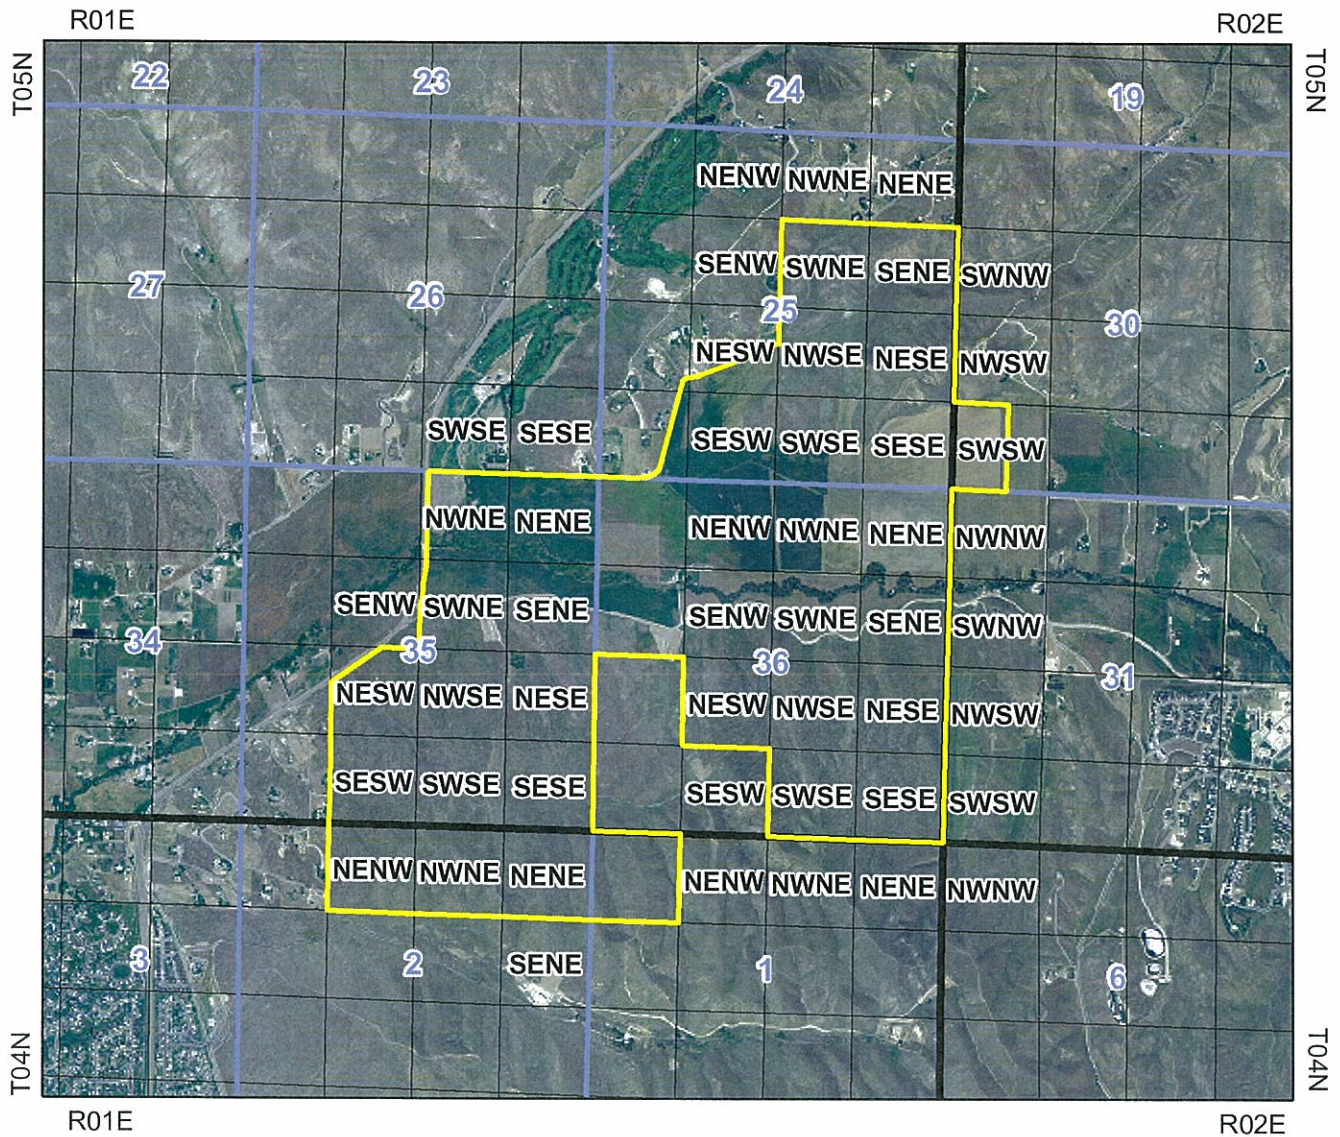 R01E R02E
T05N T05N
22 23 24 19
NENW NWNE NENE
SENW SWNE SENE SWNW
27 26 25 30
NESW NWSE NESE NWSW
SWSE SESE SESW SWSE SESE SWSW
NWNE NENE NENW NWNE NENE NWNW
SENW SWNE SENE SENW SWNE SENE SWNW
34 35 36 31
NESW NWSE NESE NESW NWSE NESE NWSW
SESW SWSE SESE SESW SWSE SESE SWSW
NENW NWNE NENE NENW NWNE NENE NWNW
3 2 SENE 1 6
T04N T04N
R01E R02E